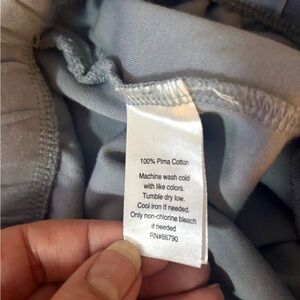 100% Pima Cotton
Machine wash cold
with like colors.
Tumble dry low.
Cool iron If needed.
Only non-chlorine bleach
if needed
RN#86790